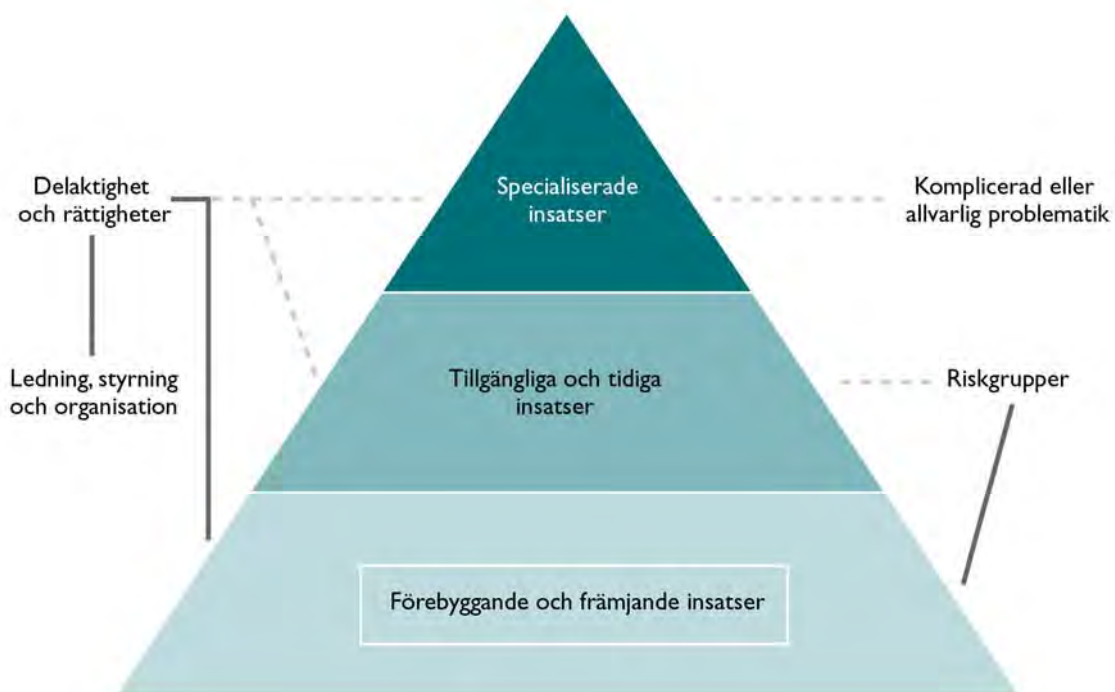 Specialiserade
insatser
Delaktighet
och rättigheter
Komplicerad eller
allvarlig problematik
Ledning, styrning
och organisation
Tillgängliga och tidiga
insatser
Riskgrupper
Förebyggande och främjande insatser